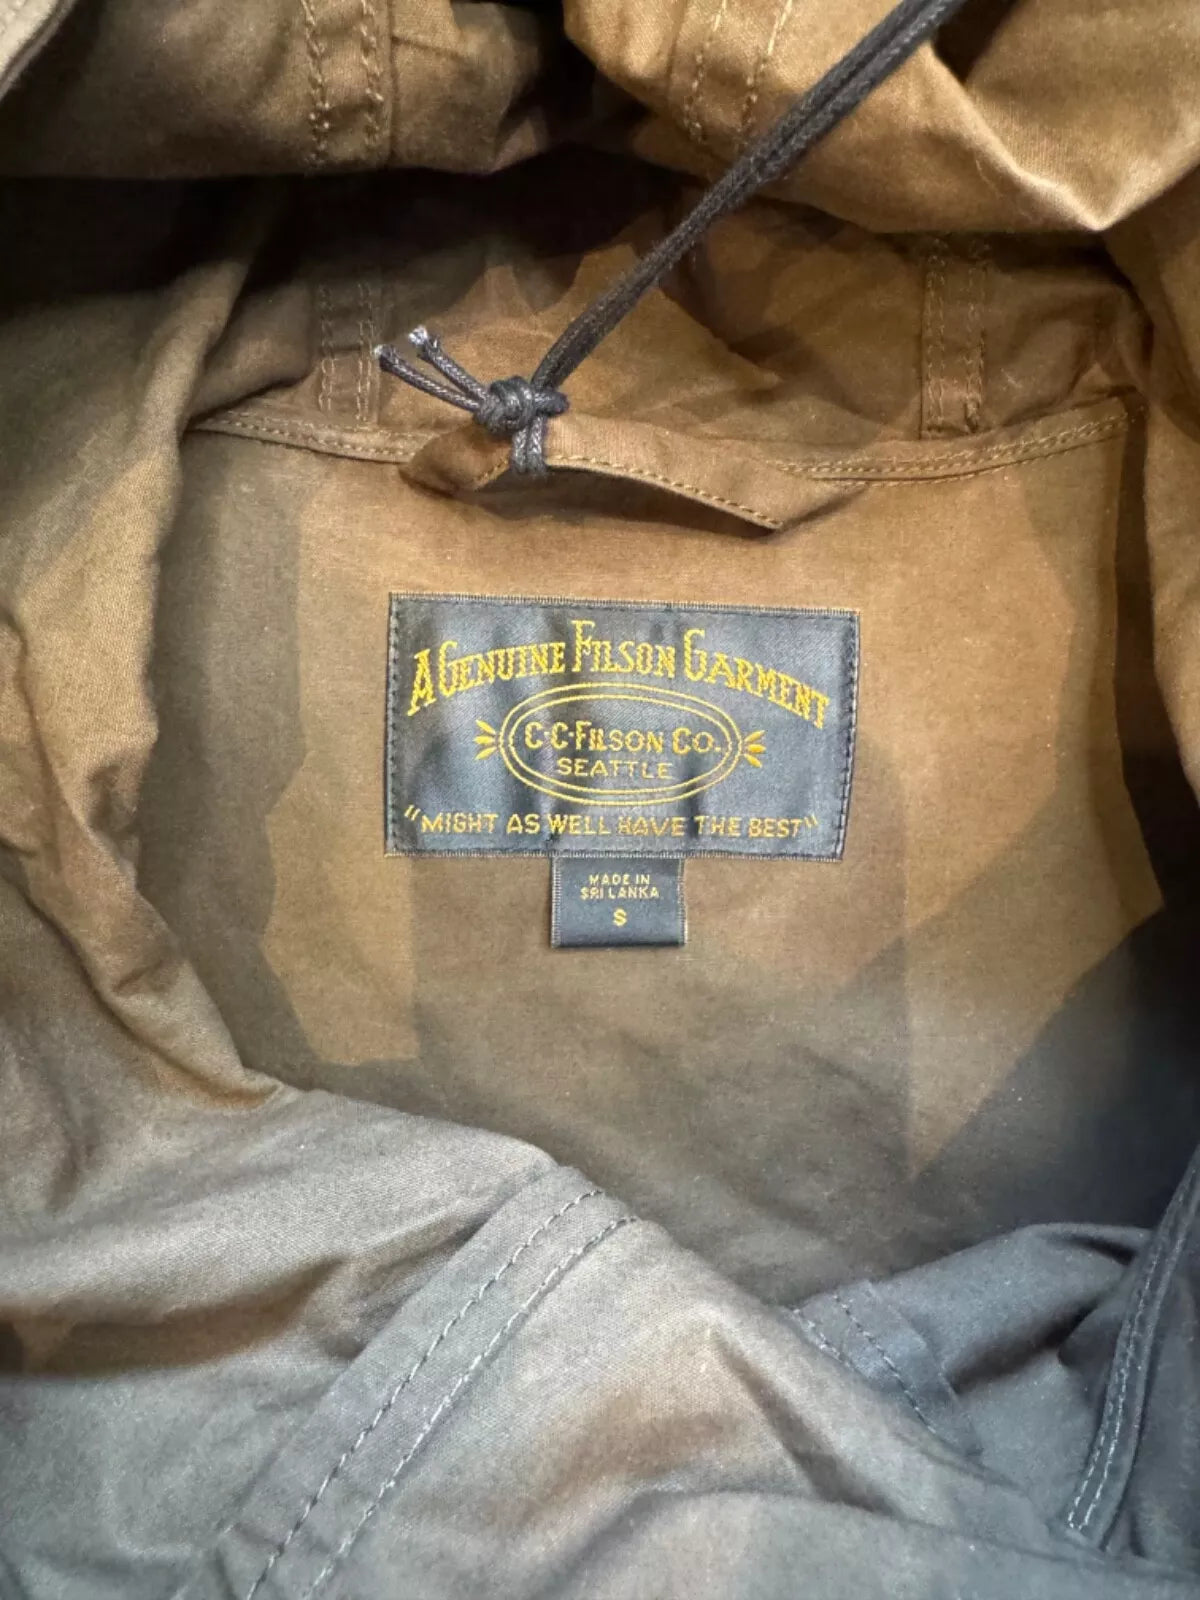 A GENUINE FILSON GARMENT
C·C·FILSON CO.
SEATTLE
"MIGHT AS WELL HAVE THE BEST"
MADE IN
SRI LANKA
S